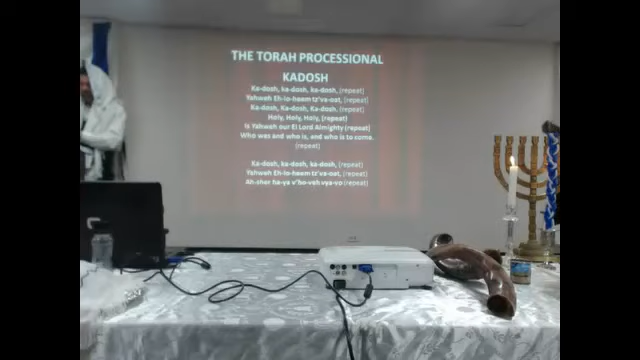 THE TORAH PROCESSIONAL
KADOSH
Ka-dosh, ka-dosh, ka-dosh, (repeat)
Yahweh Eh-lo-heem tz'va-oat, (repeat)
Ka-dosh, Ka-dosh, Ka-dosh. (repeat)
Holy, Holy, Holy, (repeat)
Is Yahweh our El Lord Almighty (repeat)
Who was and who is, and who is to come.
(repeat)
Ka-dosh, ka-dosh, ka-dosh, (repeat)
Yahweh Eh-lo-heem tz'va-oat, (repeat)
Ah-sher ha-ya v'ho-veh vya-vo (repeat)